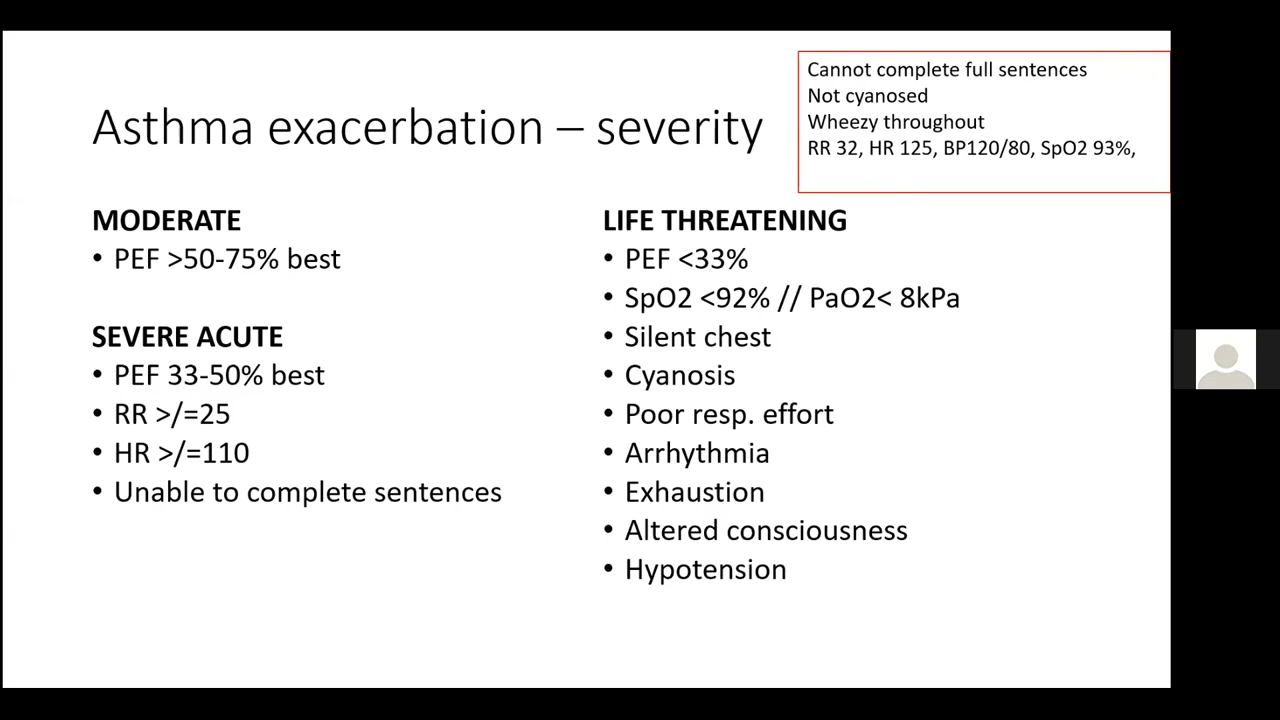 Cannot complete full sentences
Not cyanosed
Wheezy throughout
RR 32, HR 125, BP120/80, SpO2 93%,
Asthma exacerbation – severity
MODERATE
• PEF >50-75% best
SEVERE ACUTE
• PEF 33-50% best
• RR >/=25
• HR >/=110
• Unable to complete sentences
LIFE THREATENING
• PEF <33%
• SpO2 <92% // PaO2< 8kPa
• Silent chest
• Cyanosis
• Poor resp. effort
• Arrhythmia
• Exhaustion
• Altered consciousness
• Hypotension